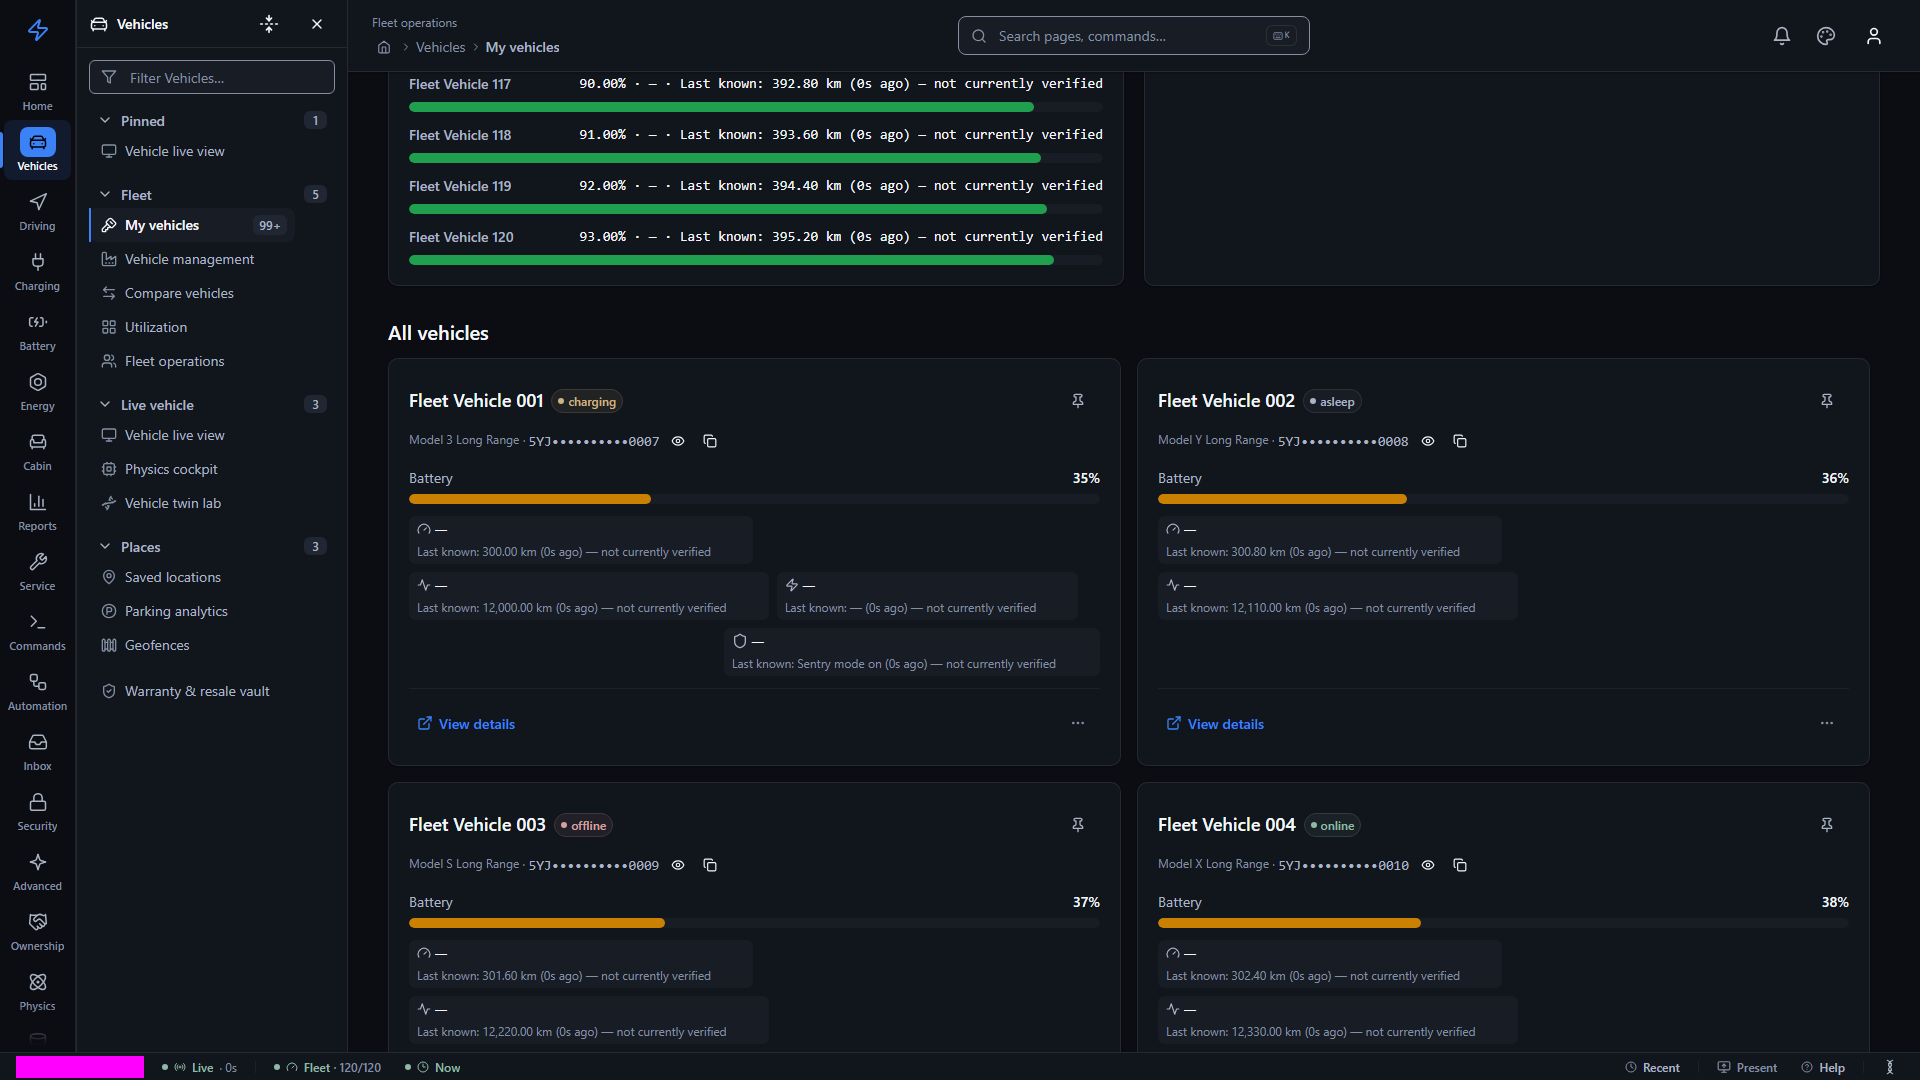 Home
Vehicles
Driving
Charging
Battery
Energy
Cabin
Reports
Service
Commands
Automation
Inbox
Security
Advanced
Ownership
Physics
Vehicles
Filter Vehicles...
Pinned 1
Vehicle live view
Fleet 5
My vehicles 99+
Vehicle management
Compare vehicles
Utilization
Fleet operations
Live vehicle 3
Vehicle live view
Physics cockpit
Vehicle twin lab
Places 3
Saved locations
Parking analytics
Geofences
Warranty & resale vault
Fleet operations
Vehicles › My vehicles
Search pages, commands... K
Fleet Vehicle 117 90.00% · — · Last known: 392.80 km (0s ago) — not currently verified
Fleet Vehicle 118 91.00% · — · Last known: 393.60 km (0s ago) — not currently verified
Fleet Vehicle 119 92.00% · — · Last known: 394.40 km (0s ago) — not currently verified
Fleet Vehicle 120 93.00% · — · Last known: 395.20 km (0s ago) — not currently verified
All vehicles
Fleet Vehicle 001 charging
Model 3 Long Range · 5YJ••••••••••0007
Battery 35%
—
Last known: 300.00 km (0s ago) — not currently verified
—
Last known: 12,000.00 km (0s ago) — not currently verified
—
Last known: — (0s ago) — not currently verified
—
Last known: Sentry mode on (0s ago) — not currently verified
View details
Fleet Vehicle 002 asleep
Model Y Long Range · 5YJ••••••••••0008
Battery 36%
—
Last known: 300.80 km (0s ago) — not currently verified
—
Last known: 12,110.00 km (0s ago) — not currently verified
View details
Fleet Vehicle 003 offline
Model S Long Range · 5YJ••••••••••0009
Battery 37%
—
Last known: 301.60 km (0s ago) — not currently verified
—
Last known: 12,220.00 km (0s ago) — not currently verified
Fleet Vehicle 004 online
Model X Long Range · 5YJ••••••••••0010
Battery 38%
—
Last known: 302.40 km (0s ago) — not currently verified
—
Last known: 12,330.00 km (0s ago) — not currently verified
Live · 0s
Fleet · 120/120
Now
Recent
Present
Help